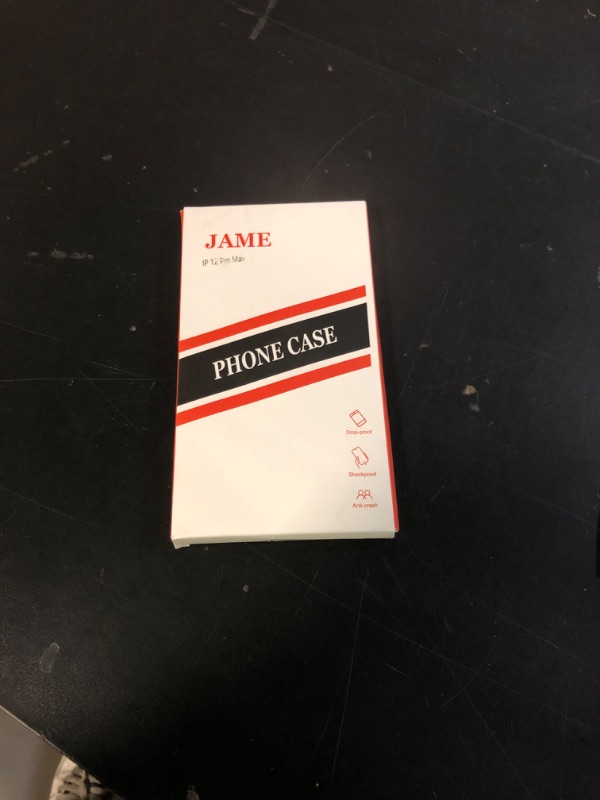 JAME
IP 12 Pro Max
PHONE CASE
Drop-proof
Shockproof
Anti-crash